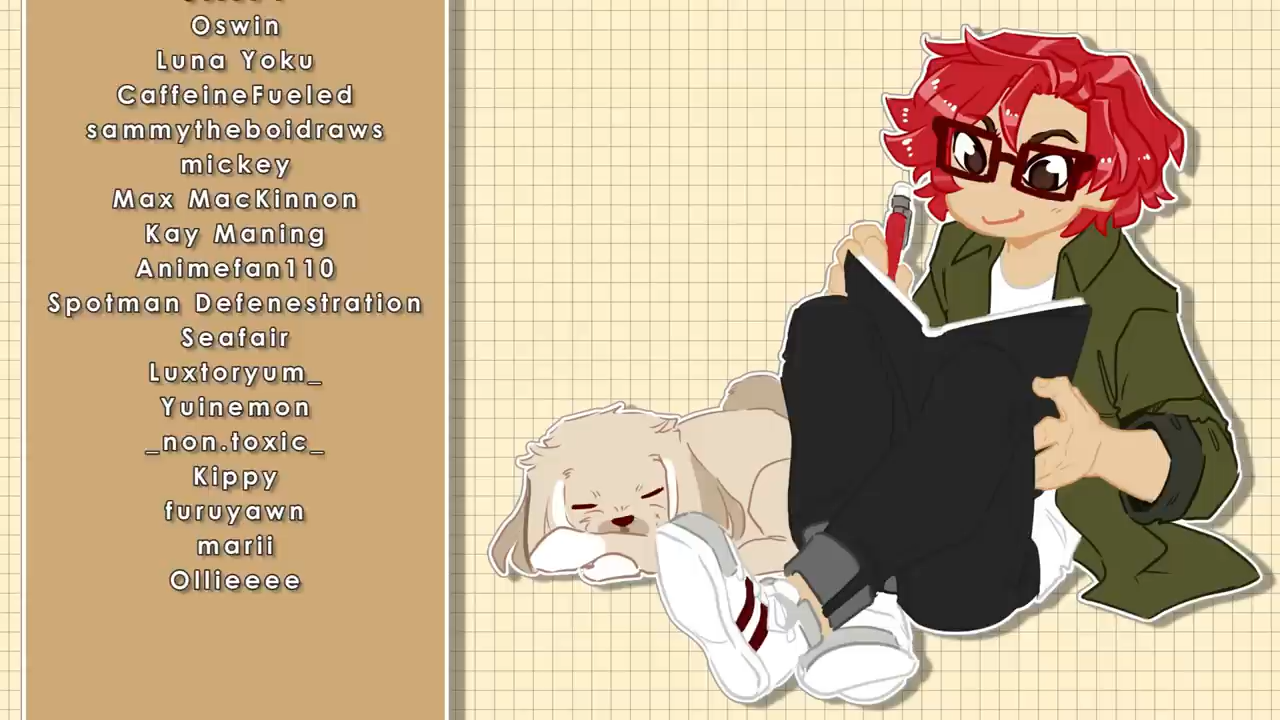 Oswin
Luna Yoku
CaffeineFueled
sammytheboidraws
mickey
Max MacKinnon
Kay Maning
Animefan110
Spotman Defenestration
Seafair
Luxtoryum_
Yuinemon
_non.toxic_
Kippy
furuyawn
marii
Ollieeee